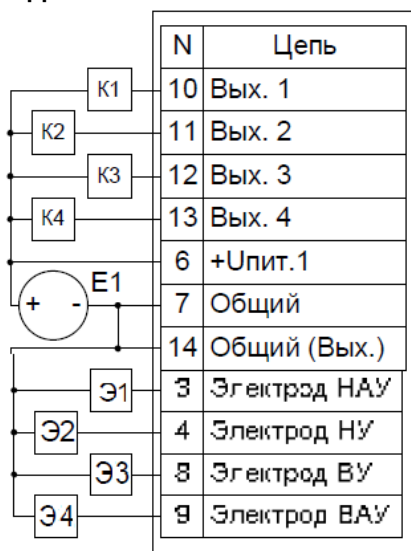 N Цепь
К1 10 Вых. 1
К2 11 Вых. 2
К3 12 Вых. 3
К4 13 Вых. 4
6 +Uпит.1
E1
+ - 7 Общий
14 Общий (Вых.)
Э1 3 Электрод НАУ
Э2 4 Электрод НУ
Э3 8 Электрод ВУ
Э4 9 Электрод ВАУ